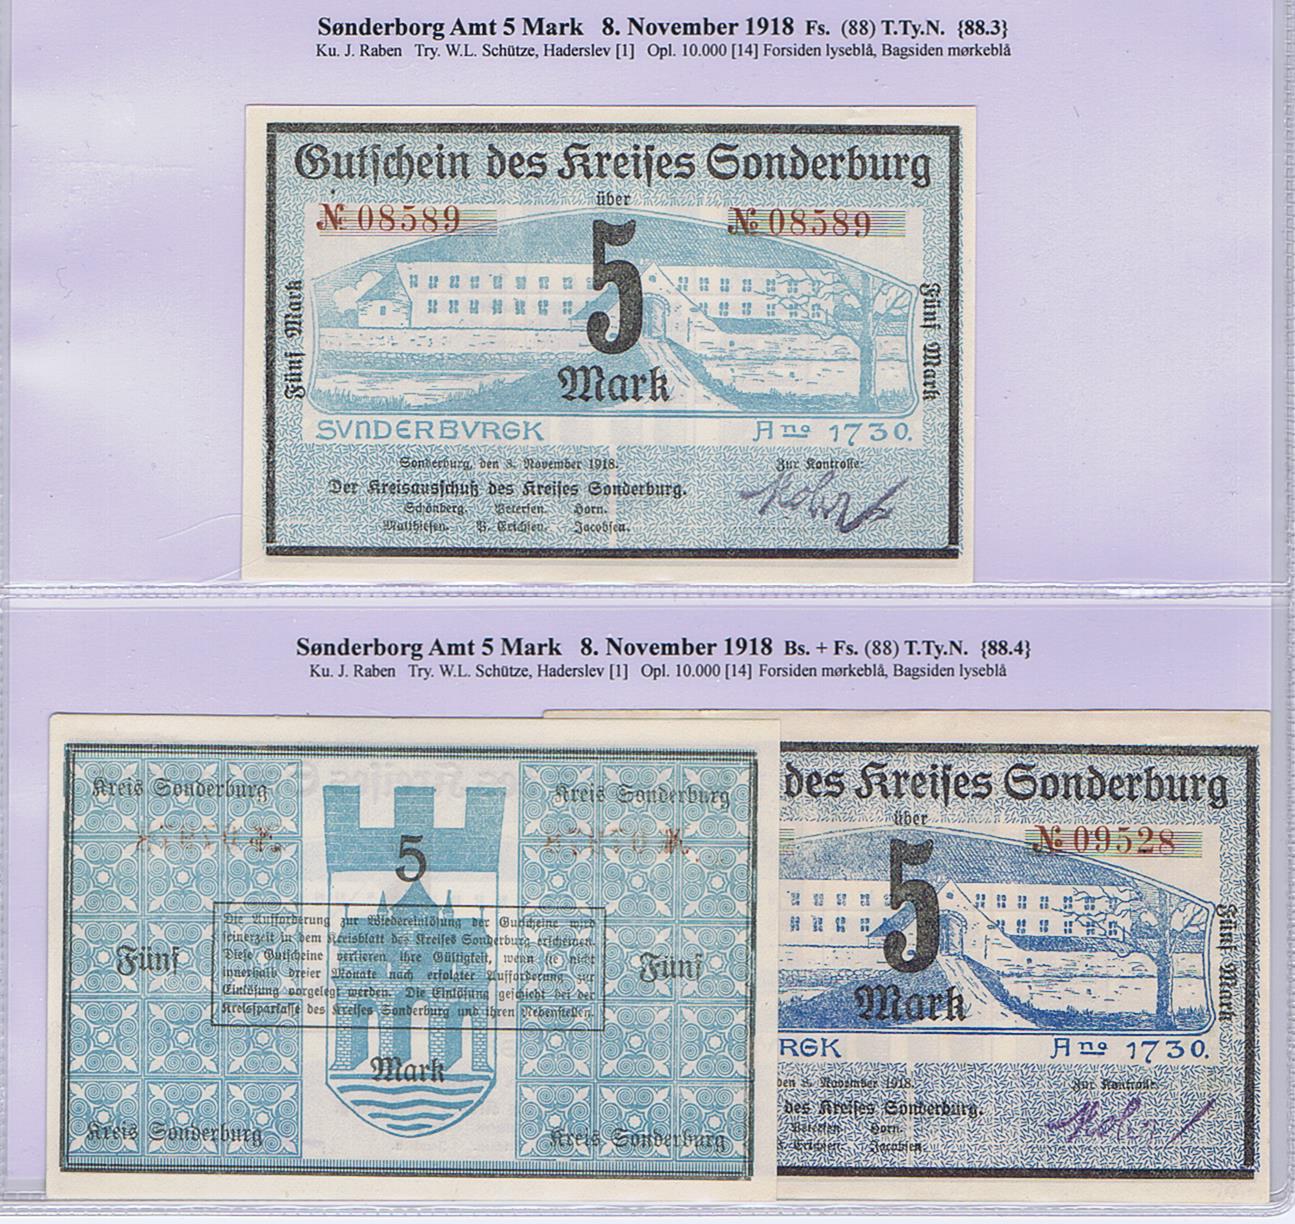 Sønderborg Amt 5 Mark 8. November 1918 Fs. (88) T.Ty.N. {88.3}
Ku. J. Raben Try. W.L. Schütze, Haderslev [1] Opl. 10.000 [14] Forsiden lyseblå, Bagsiden mørkeblå
Gutschein des Kreises Sonderburg
über
№ 08589 № 08589
5
Mark
Fünf Mark
Fünf Mark
SVNDERBVRGK Ano 1730.
Sonderburg, den 8. November 1918. Zur Kontrolle:
Der Kreisausschuß des Kreises Sonderburg.
Schönberg. Petersen. Horn.
Matthiesen. P. Erichsen. Jacobsen.
Sønderborg Amt 5 Mark 8. November 1918 Bs. + Fs. (88) T.Ty.N. {88.4}
Ku. J. Raben Try. W.L. Schütze, Haderslev [1] Opl. 10.000 [14] Forsiden mørkeblå, Bagsiden lyseblå
Kreis Sonderburg Kreis Sonderburg
5
Die Aufforderung zur Wiedereinlösung der Gutscheine wird
seinerzeit in dem Kreisblatt des Kreises Sonderburg erscheinen.
Diese Gutscheine verlieren ihre Gültigkeit, wenn sie nicht
innerhalb dreier Monate nach erfolgter Aufforderung zur
Einlösung vorgelegt werden. Die Einlösung geschieht bei der
Kreissparkasse des Kreises Sonderburg und ihren Nebenstellen.
Fünf Fünf
Mark
Kreis Sonderburg Kreis Sonderburg
des Kreises Sonderburg
über
№ 09528
5
Mark
Fünf Mark
RGK Ano 1730.
den 8. November 1918. Zur Kontrolle:
des Kreises Sonderburg.
Petersen. Horn.
Erichsen. Jacobsen.